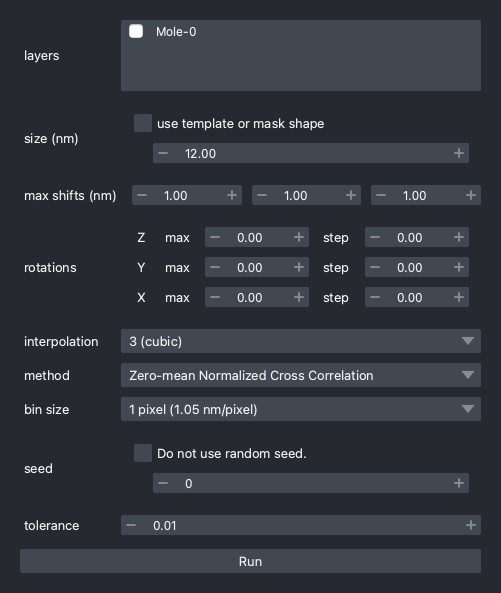 layers
Mole-0
size (nm)
use template or mask shape
12.00
max shifts (nm) 1.00 1.00 1.00
rotations
Z max 0.00 step 0.00
Y max 0.00 step 0.00
X max 0.00 step 0.00
interpolation 3 (cubic)
method Zero-mean Normalized Cross Correlation
bin size 1 pixel (1.05 nm/pixel)
seed
Do not use random seed.
0
tolerance 0.01
Run